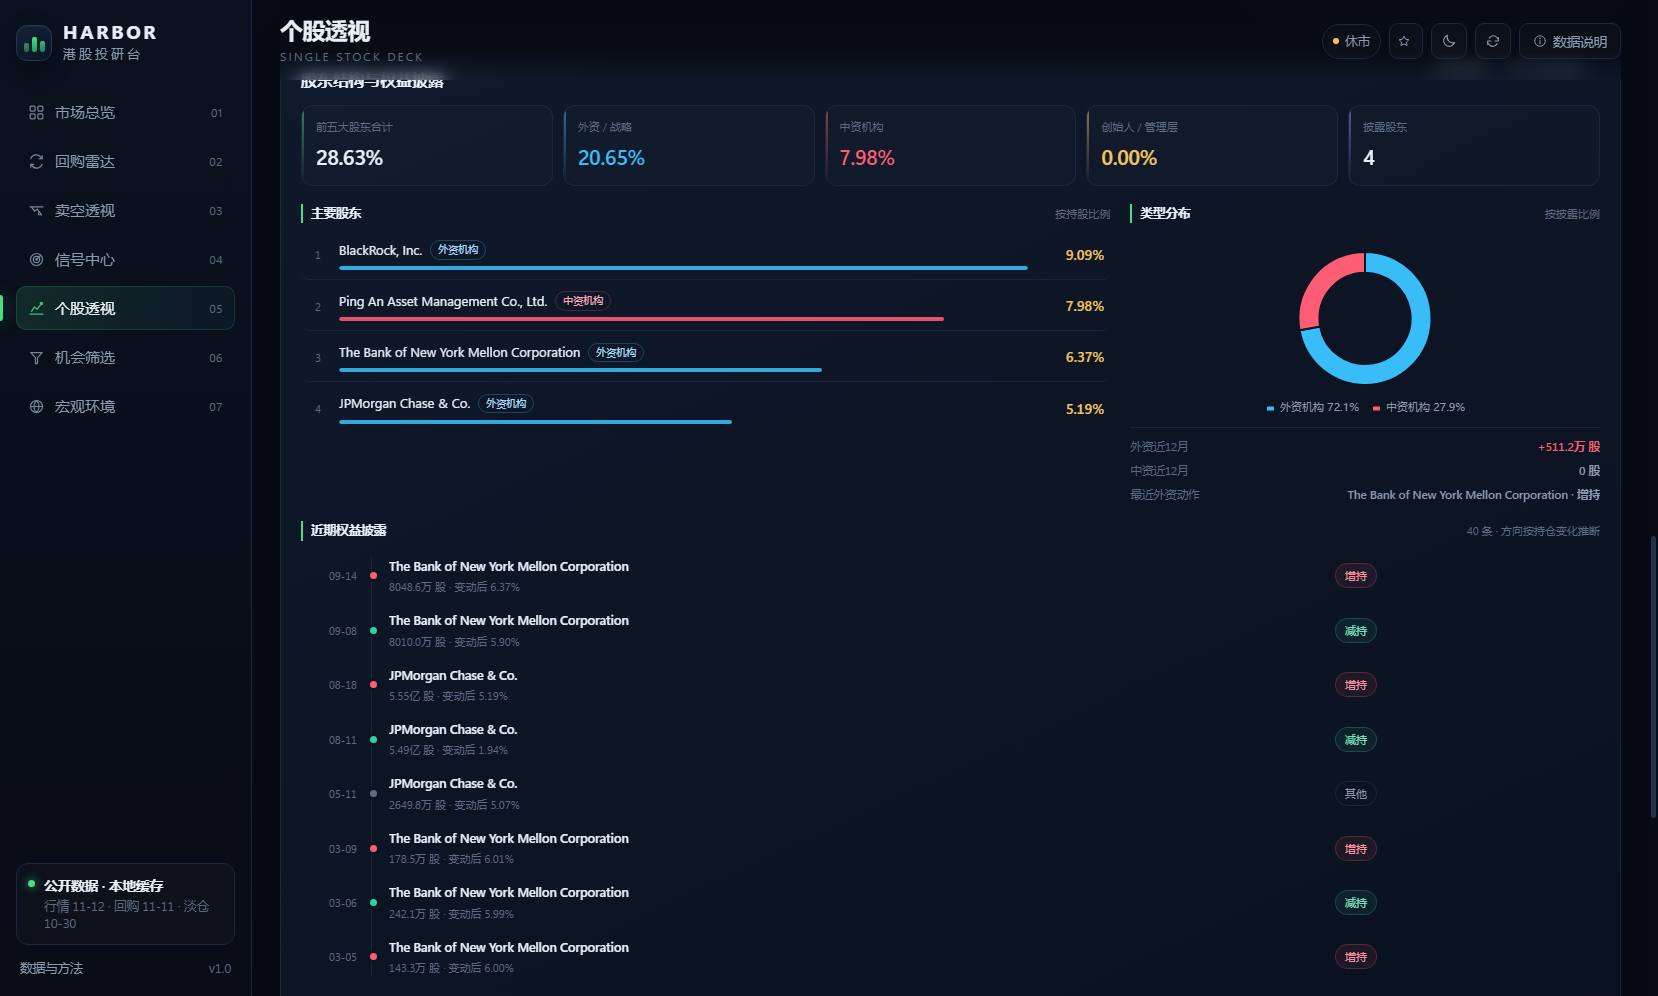 HARBOR
港股投研台
市场总览 01
回购雷达 02
卖空透视 03
信号中心 04
个股透视 05
机会筛选 06
宏观环境 07
公开数据 · 本地缓存
行情 11-12 · 回购 11-11 · 淡仓
10-30
数据与方法 v1.0
个股透视
SINGLE STOCK DECK
休市
数据说明
股东结构与权益披露
前五大股东合计
28.63%
外资 / 战略
20.65%
中资机构
7.98%
创始人 / 管理层
0.00%
披露股东
4
主要股东 按持股比例
1 BlackRock, Inc. 外资机构 9.09%
2 Ping An Asset Management Co., Ltd. 中资机构 7.98%
3 The Bank of New York Mellon Corporation 外资机构 6.37%
4 JPMorgan Chase & Co. 外资机构 5.19%
类型分布 按披露比例
外资机构 72.1% 中资机构 27.9%
外资近12月 +511.2万 股
中资近12月 0 股
最近外资动作 The Bank of New York Mellon Corporation · 增持
近期权益披露 40 条 · 方向按持仓变化推断
09-14 The Bank of New York Mellon Corporation 增持
8048.6万 股 · 变动后 6.37%
09-08 The Bank of New York Mellon Corporation 减持
8010.0万 股 · 变动后 5.90%
08-18 JPMorgan Chase & Co. 增持
5.55亿 股 · 变动后 5.19%
08-11 JPMorgan Chase & Co. 减持
5.49亿 股 · 变动后 1.94%
05-11 JPMorgan Chase & Co. 其他
2649.8万 股 · 变动后 5.07%
03-09 The Bank of New York Mellon Corporation 增持
178.5万 股 · 变动后 6.01%
03-06 The Bank of New York Mellon Corporation 减持
242.1万 股 · 变动后 5.99%
03-05 The Bank of New York Mellon Corporation 增持
143.3万 股 · 变动后 6.00%